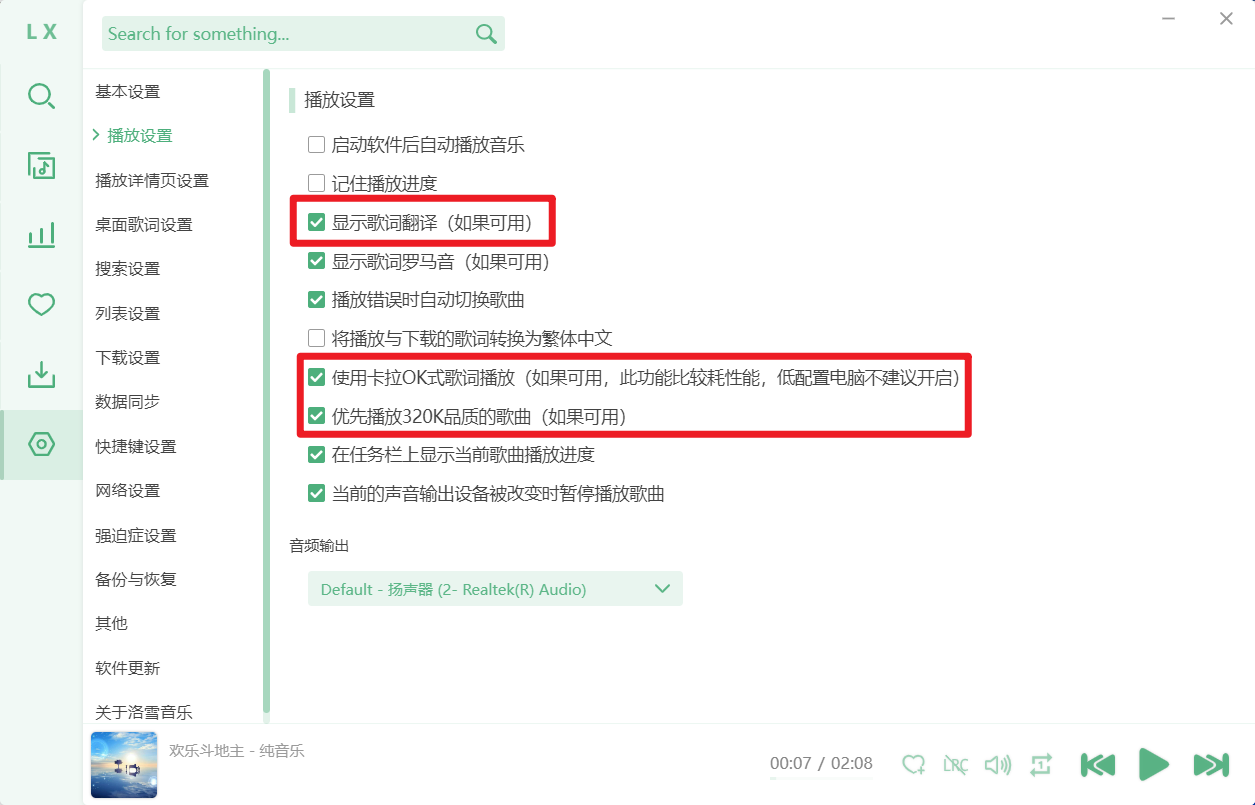 LX
Search for something...
基本设置
播放设置
播放详情页设置
桌面歌词设置
搜索设置
列表设置
下载设置
数据同步
快捷键设置
网络设置
强迫症设置
备份与恢复
其他
软件更新
关于洛雪音乐
播放设置
启动软件后自动播放音乐
记住播放进度
显示歌词翻译（如果可用）
显示歌词罗马音（如果可用）
播放错误时自动切换歌曲
将播放与下载的歌词转换为繁体中文
使用卡拉OK式歌词播放（如果可用，此功能比较耗性能，低配置电脑不建议开启）
优先播放320K品质的歌曲（如果可用）
在任务栏上显示当前歌曲播放进度
当前的声音输出设备被改变时暂停播放歌曲
音频输出
Default - 扬声器 (2- Realtek(R) Audio)
欢乐斗地主 - 纯音乐
00:07 / 02:08
LRC
1